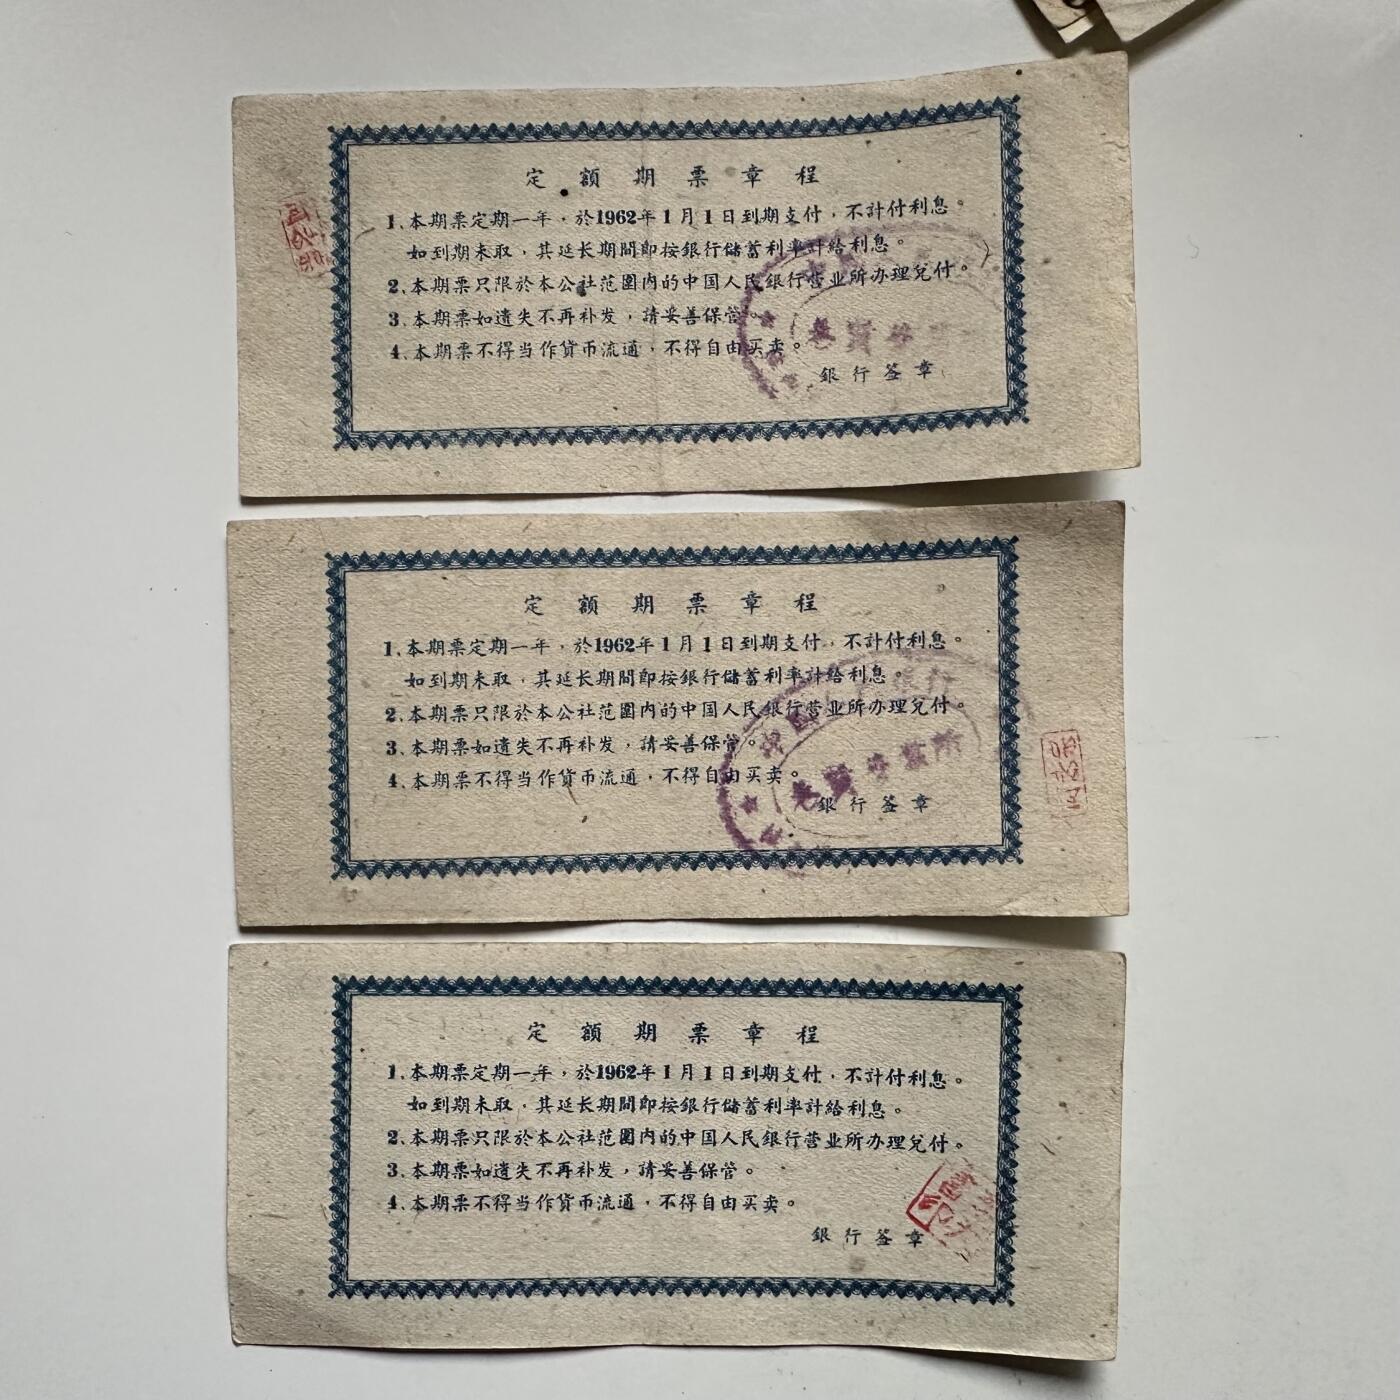 定額期票章程
1、本期票定期一年，於1962年1月1日到期支付，不計付利息。
如到期未取，其延长期間即按銀行儲蓄利率計給利息。
2、本期票只限於本公社范圍内的中国人民銀行营业所办理兌付。
3、本期票如遺失不再补发，請妥善保管。
4、本期票不得当作貨币流通，不得自由买卖。
銀行签章
定額期票章程
1、本期票定期一年，於1962年1月1日到期支付，不計付利息。
如到期未取，其延长期間即按銀行儲蓄利率計給利息。
2、本期票只限於本公社范圍内的中国人民銀行营业所办理兌付。
3、本期票如遺失不再补发，請妥善保管。
4、本期票不得当作貨币流通，不得自由买卖。
銀行签章
定額期票章程
1、本期票定期一年，於1962年1月1日到期支付，不計付利息。
如到期未取，其延长期間即按銀行儲蓄利率計給利息。
2、本期票只限於本公社范圍内的中国人民銀行营业所办理兌付。
3、本期票如遺失不再补发，請妥善保管。
4、本期票不得当作貨币流通，不得自由买卖。
銀行签章